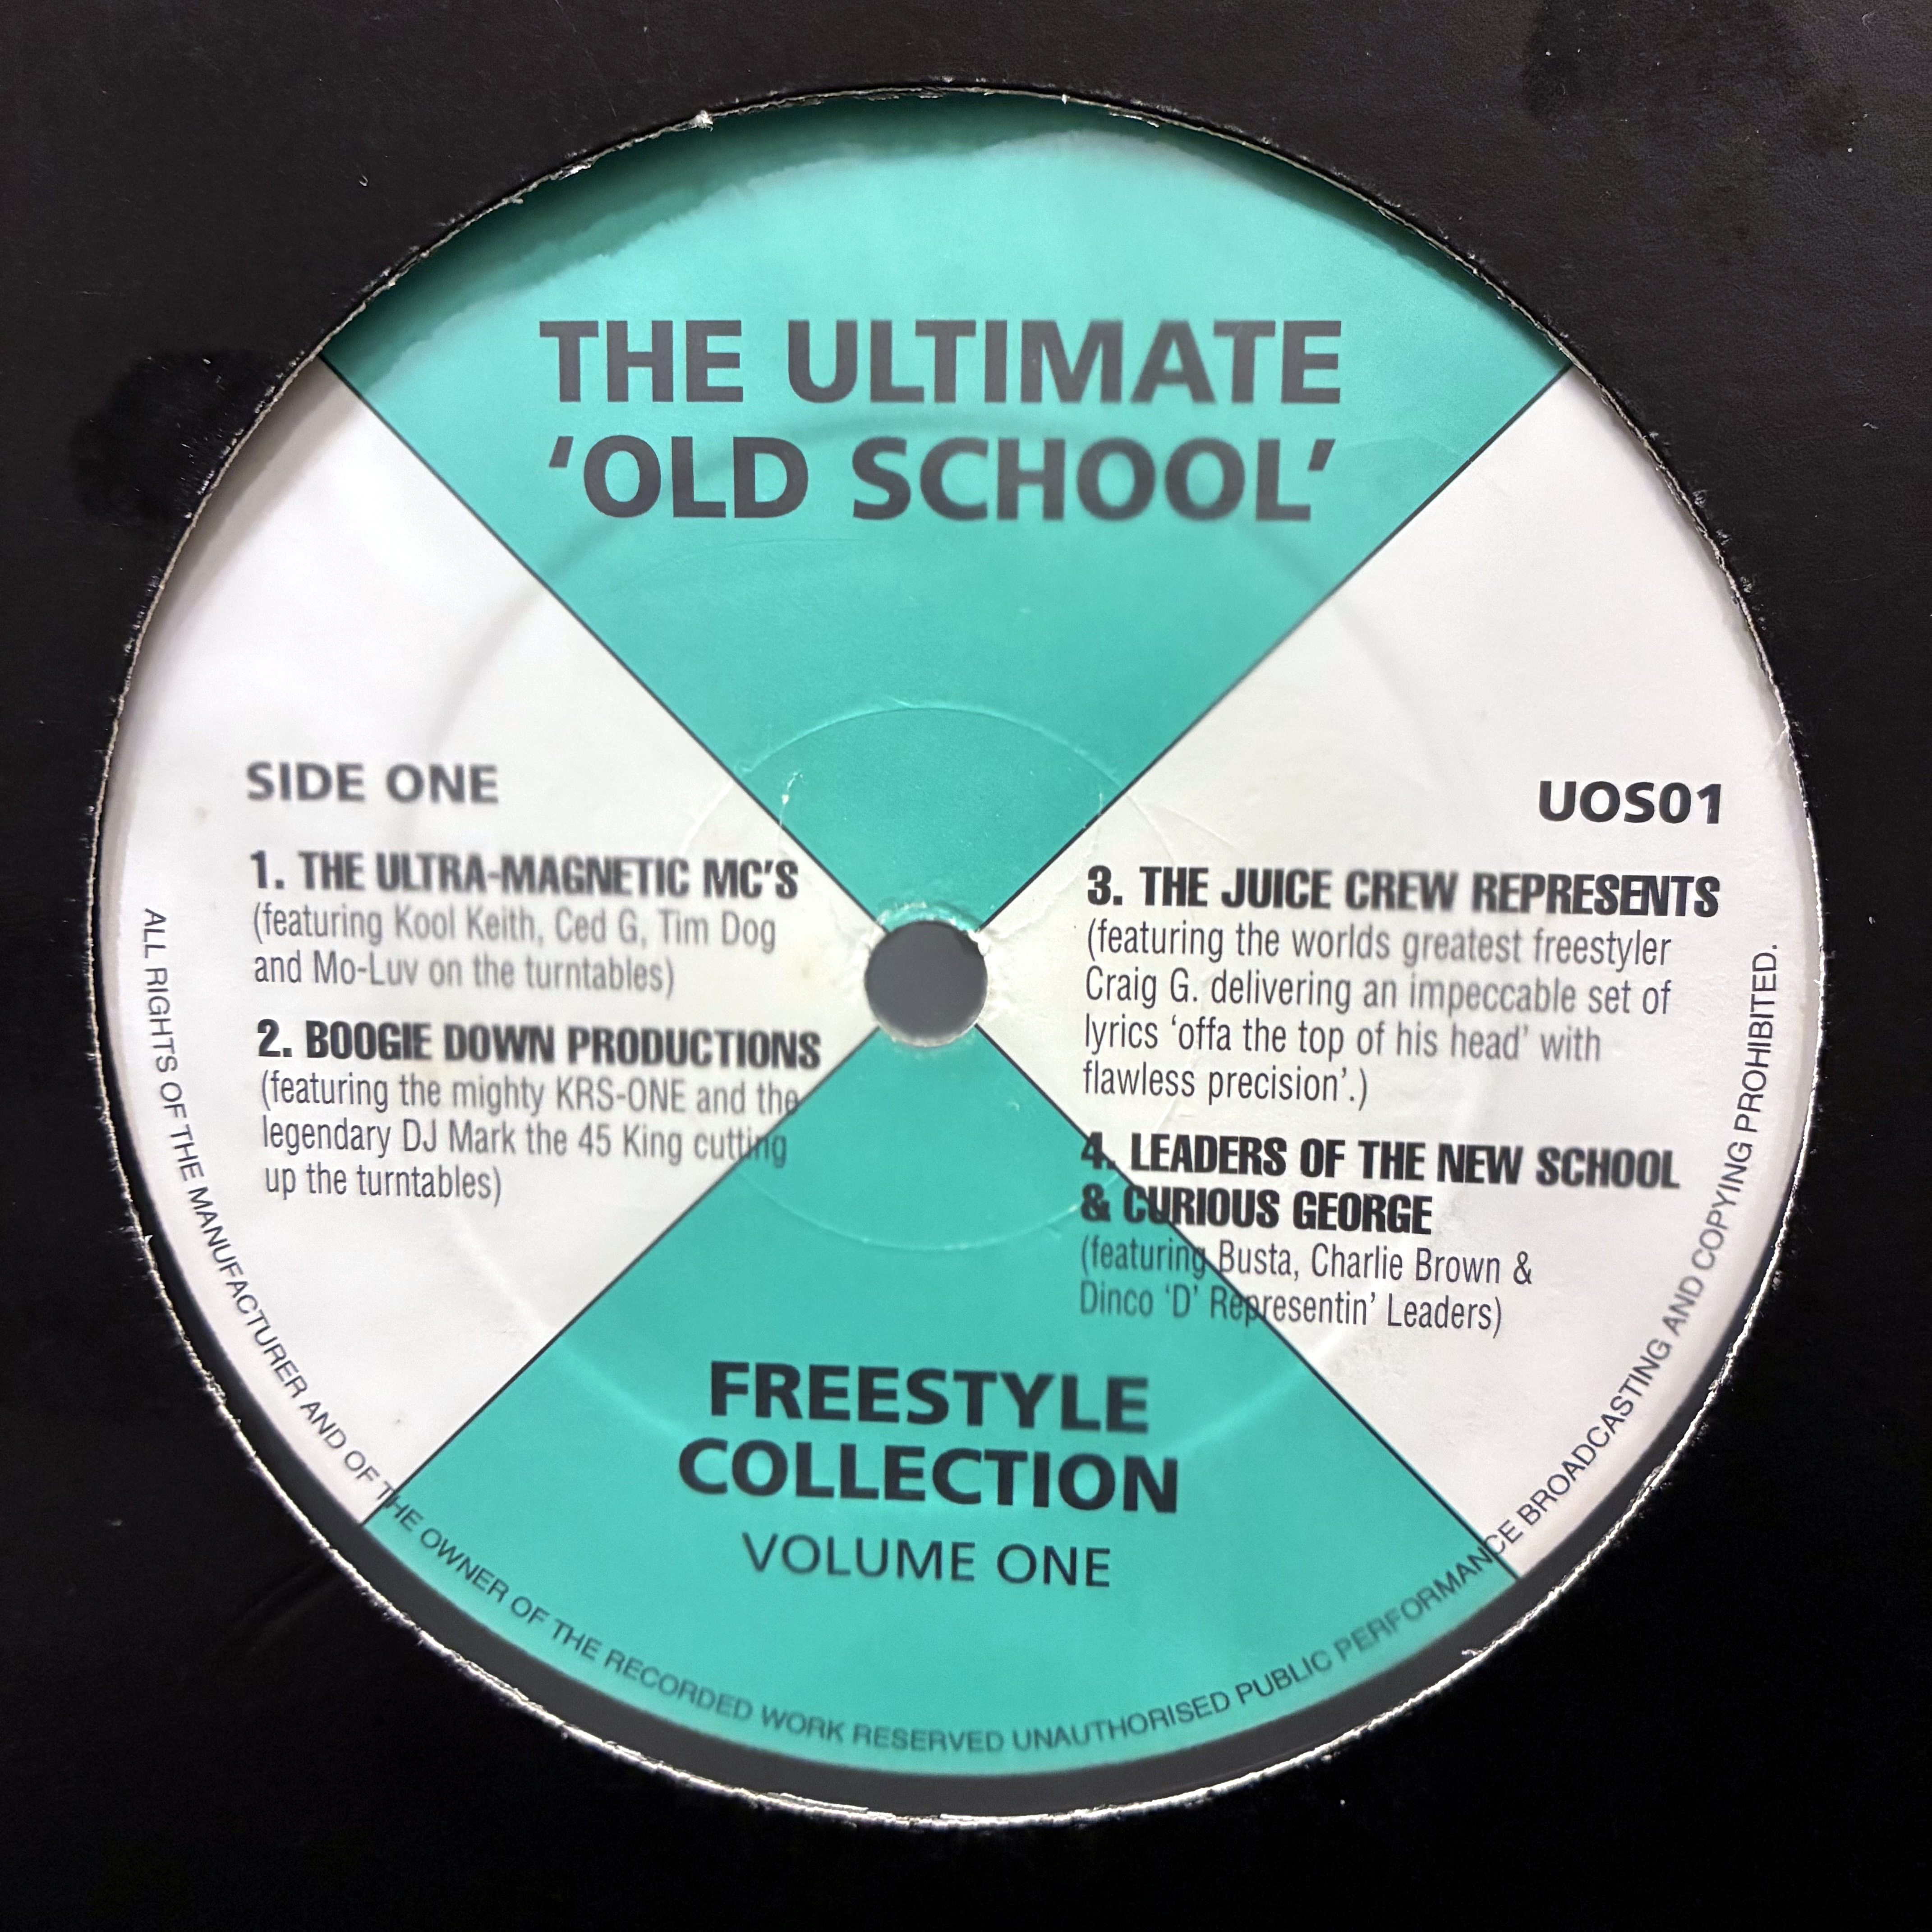 THE ULTIMATE
‘OLD SCHOOL’
SIDE ONE
1. THE ULTRA-MAGNETIC MC’S
(featuring Kool Keith, Ced G, Tim Dog
and Mo-Luv on the turntables)
2. BOOGIE DOWN PRODUCTIONS
(featuring the mighty KRS-ONE and the
legendary DJ Mark the 45 King cutting
up the turntables)
UOS01
3. THE JUICE CREW REPRESENTS
(featuring the worlds greatest freestyler
Craig G. delivering an impeccable set of
lyrics ‘offa the top of his head’ with
flawless precision’.)
4. LEADERS OF THE NEW SCHOOL
& CURIOUS GEORGE
(featuring Busta, Charlie Brown &
Dinco ‘D’ Representin’ Leaders)
FREESTYLE
COLLECTION
VOLUME ONE
ALL RIGHTS OF THE MANUFACTURER AND OF THE OWNER OF THE RECORDED WORK RESERVED UNAUTHORISED PUBLIC PERFORMANCE BROADCASTING AND COPYING PROHIBITED.